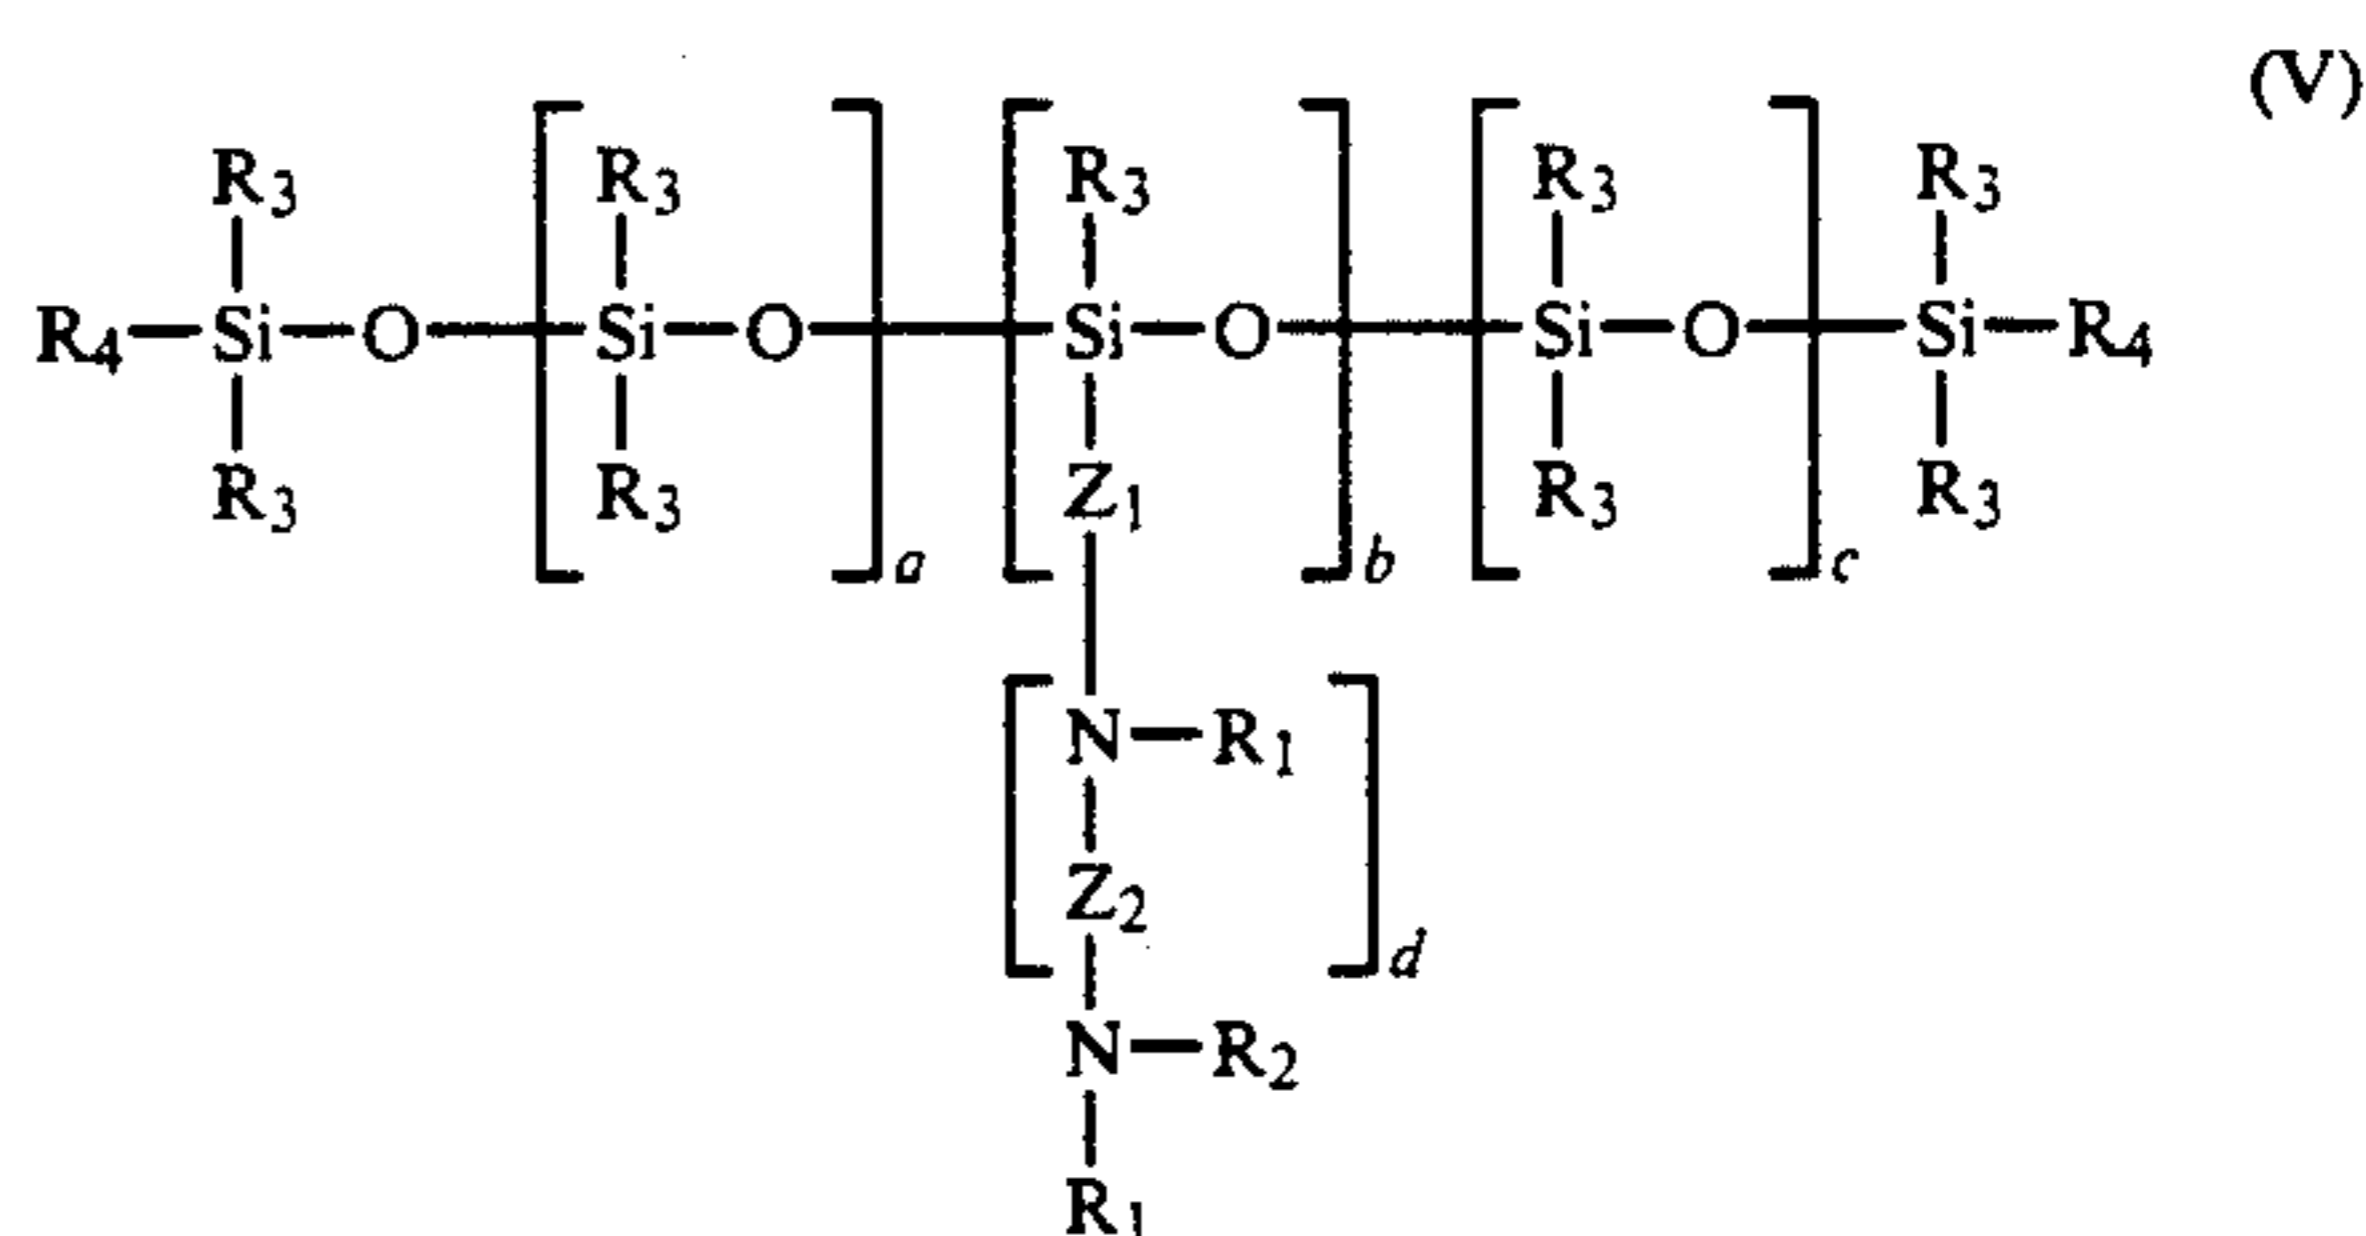 (V)
R3 R3 R3 R3 R3
R4—Si—O—[Si—O]a—[Si—O]b—[Si—O]c—Si—R4
R3 R3 Z1 R3 R3
[N—R1
Z2]d
N—R2
R1